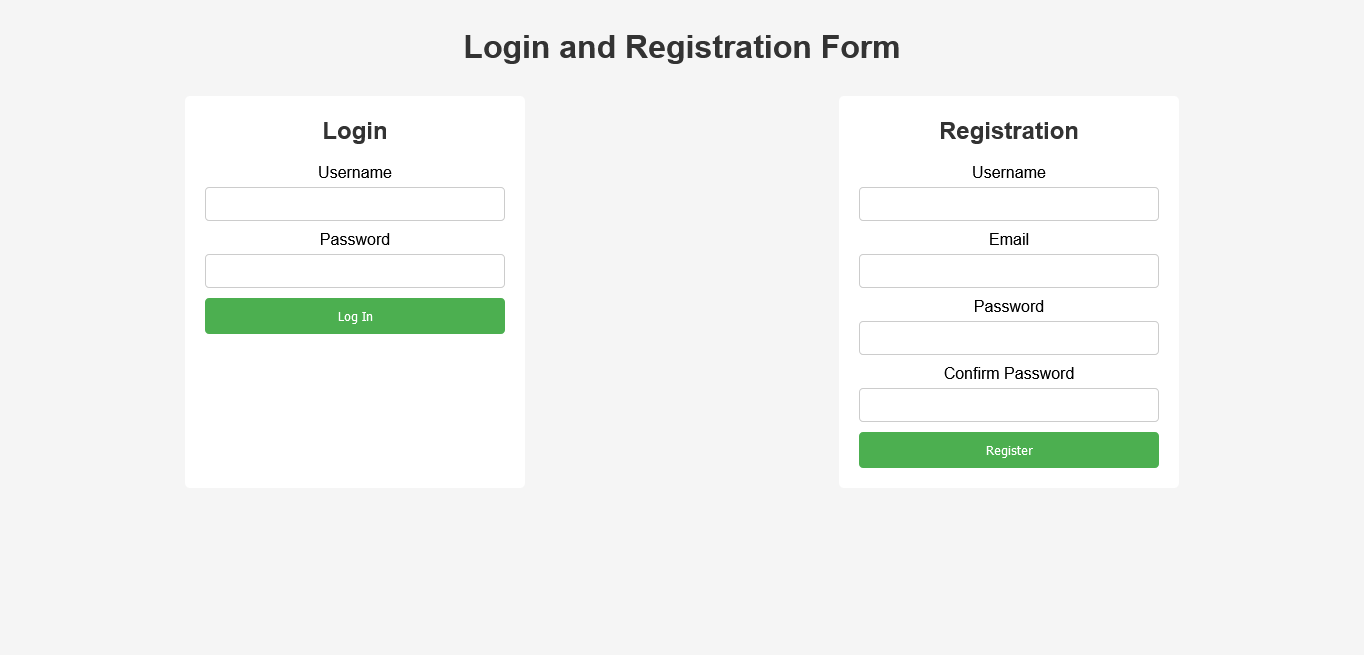 Login and Registration Form
Login
Username
Password
Log In
Registration
Username
Email
Password
Confirm Password
Register